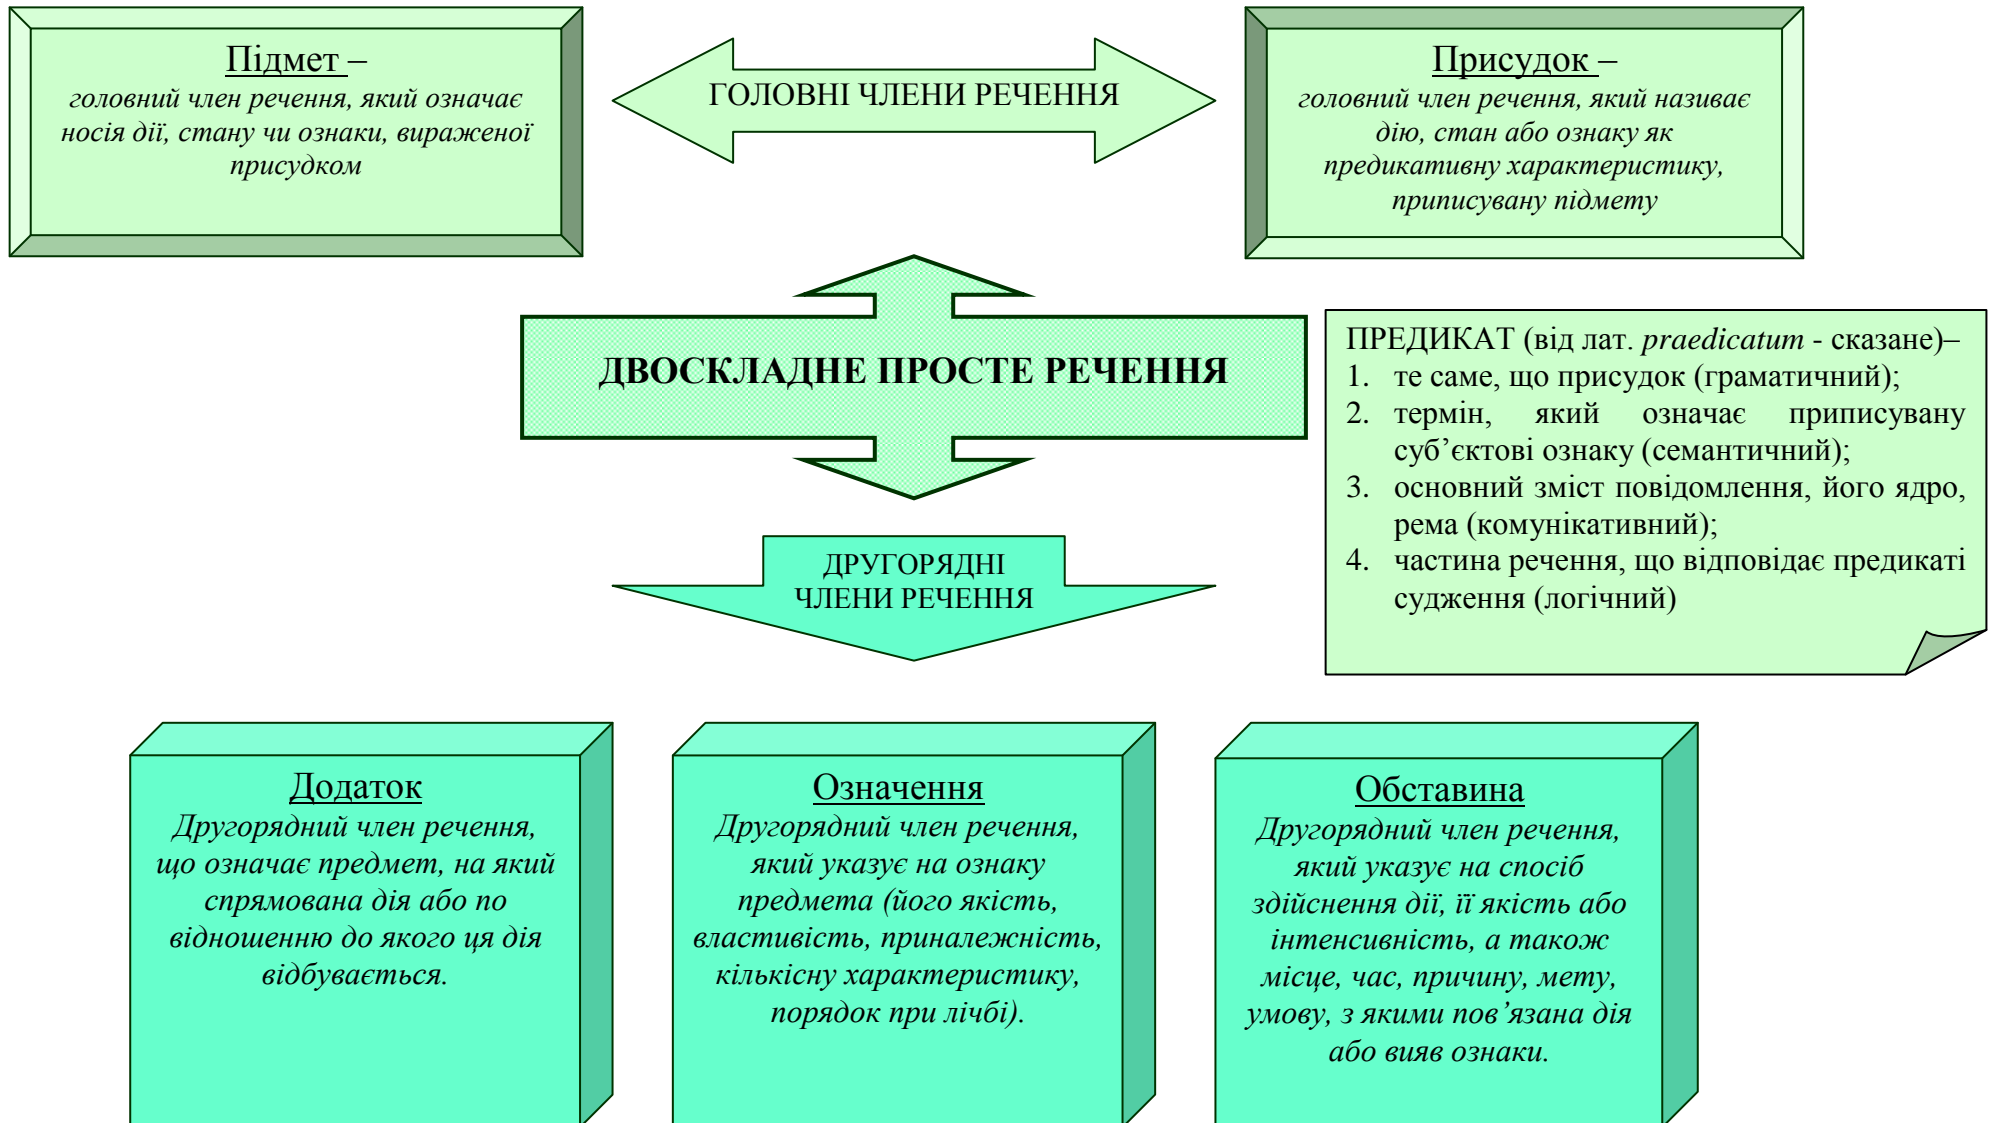 Підмет –
головний член речення, який означає
носія дії, стану чи ознаки, вираженої
присудком
ГОЛОВНІ ЧЛЕНИ РЕЧЕННЯ
Присудок –
головний член речення, який називає
дію, стан або ознаку як
предикативну характеристику,
приписувану підмету
ДВОСКЛАДНЕ ПРОСТЕ РЕЧЕННЯ
ПРЕДИКАТ (від лат. praedicatum - сказане)–
1. те саме, що присудок (граматичний);
2. термін, який означає приписувану
суб’єктові ознаку (семантичний);
3. основний зміст повідомлення, його ядро,
рема (комунікативний);
4. частина речення, що відповідає предикаті
судження (логічний)
ДРУГОРЯДНІ
ЧЛЕНИ РЕЧЕННЯ
Додаток
Другорядний член речення,
що означає предмет, на який
спрямована дія або по
відношенню до якого ця дія
відбувається.
Означення
Другорядний член речення,
який указує на ознаку
предмета (його якість,
властивість, приналежність,
кількісну характеристику,
порядок при лічбі).
Обставина
Другорядний член речення,
який указує на спосіб
здійснення дії, її якість або
інтенсивність, а також
місце, час, причину, мету,
умову, з якими пов’язана дія
або вияв ознаки.